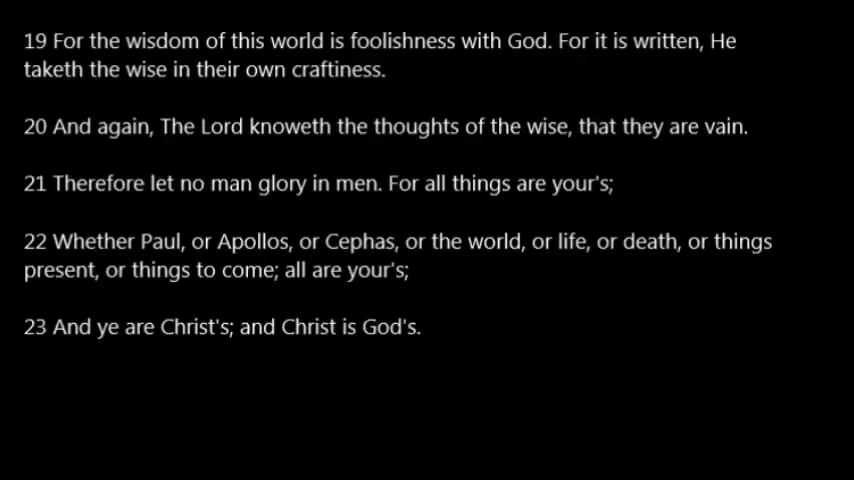 19 For the wisdom of this world is foolishness with God. For it is written, He
taketh the wise in their own craftiness.
20 And again, The Lord knoweth the thoughts of the wise, that they are vain.
21 Therefore let no man glory in men. For all things are your's;
22 Whether Paul, or Apollos, or Cephas, or the world, or life, or death, or things
present, or things to come; all are your's;
23 And ye are Christ's; and Christ is God's.